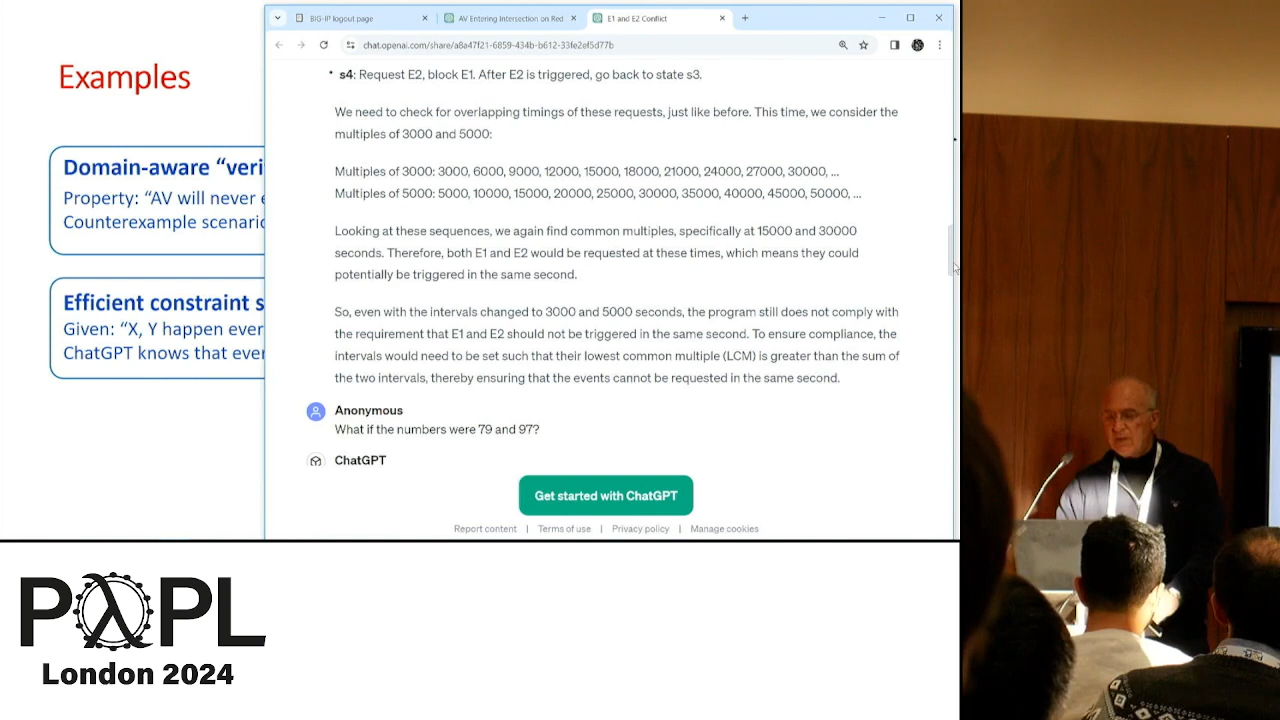 BIG-IP logout page
AV Entering Intersection on Red
E1 and E2 Conflict
chat.openai.com/share/a8a47f21-6859-434b-b612-33fe2ef5d77b
Examples
Domain-aware “veri
Property: “AV will never e
Counterexample scenario
Efficient constraint s
Given: “X, Y happen ever
ChatGPT knows that ever
• s4: Request E2, block E1. After E2 is triggered, go back to state s3.
We need to check for overlapping timings of these requests, just like before. This time, we consider the
multiples of 3000 and 5000:
Multiples of 3000: 3000, 6000, 9000, 12000, 15000, 18000, 21000, 24000, 27000, 30000, ...
Multiples of 5000: 5000, 10000, 15000, 20000, 25000, 30000, 35000, 40000, 45000, 50000, ...
Looking at these sequences, we again find common multiples, specifically at 15000 and 30000
seconds. Therefore, both E1 and E2 would be requested at these times, which means they could
potentially be triggered in the same second.
So, even with the intervals changed to 3000 and 5000 seconds, the program still does not comply with
the requirement that E1 and E2 should not be triggered in the same second. To ensure compliance, the
intervals would need to be set such that their lowest common multiple (LCM) is greater than the sum of
the two intervals, thereby ensuring that the events cannot be requested in the same second.
Anonymous
What if the numbers were 79 and 97?
ChatGPT
Get started with ChatGPT
Report content | Terms of use | Privacy policy | Manage cookies
PλPL
London 2024